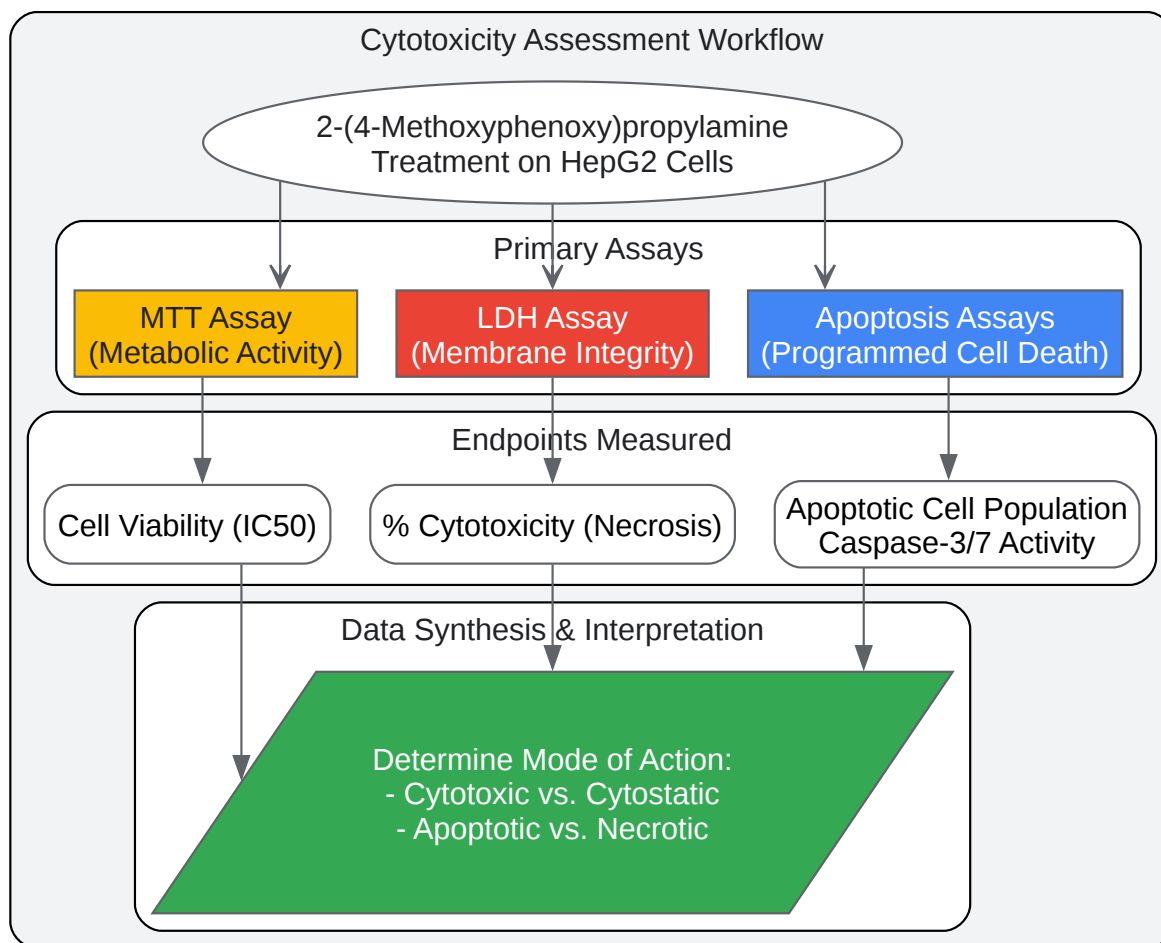 Cytotoxicity Assessment Workflow
2-(4-Methoxyphenoxy)propylamine
Treatment on HepG2 Cells
Primary Assays
MTT Assay
(Metabolic Activity)
LDH Assay
(Membrane Integrity)
Apoptosis Assays
(Programmed Cell Death)
Endpoints Measured
Cell Viability (IC50)
% Cytotoxicity (Necrosis)
Apoptotic Cell Population
Caspase-3/7 Activity
Data Synthesis & Interpretation
Determine Mode of Action:
- Cytotoxic vs. Cytostatic
- Apoptotic vs. Necrotic